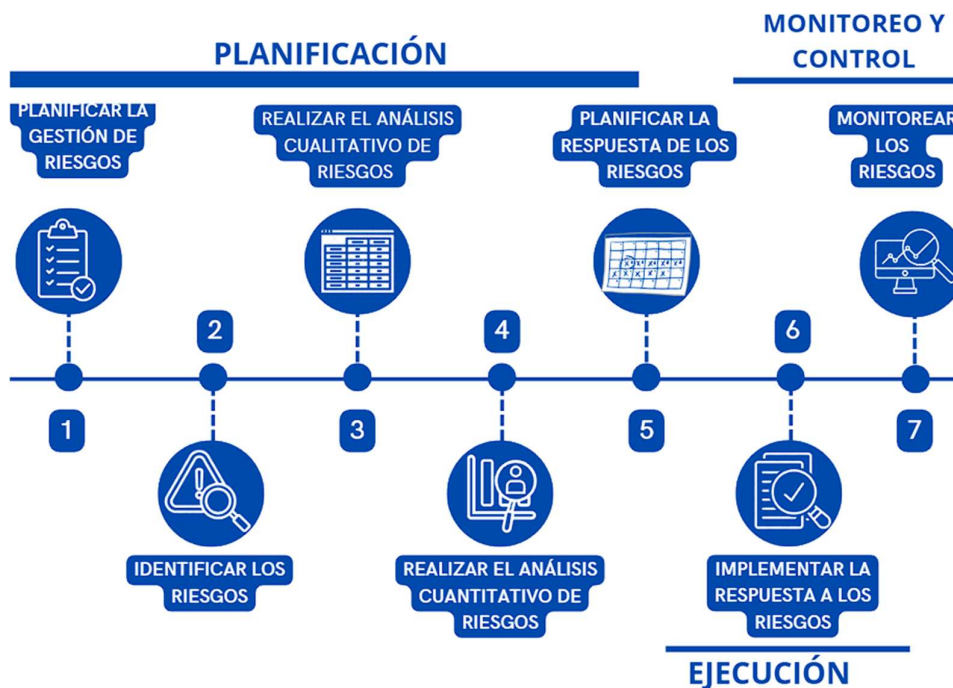 PLANIFICACIÓN
MONITOREO Y
CONTROL
PLANIFICAR LA
GESTIÓN DE
RIESGOS
REALIZAR EL ANÁLISIS
CUALITATIVO DE
RIESGOS
PLANIFICAR LA
RESPUESTA DE LOS
RIESGOS
MONITOREAR
LOS
RIESGOS
2
4
6
1
3
5
7
IDENTIFICAR LOS
RIESGOS
REALIZAR EL ANÁLISIS
CUANTITATIVO DE
RIESGOS
IMPLEMENTAR LA
RESPUESTA A LOS
RIESGOS
EJECUCIÓN